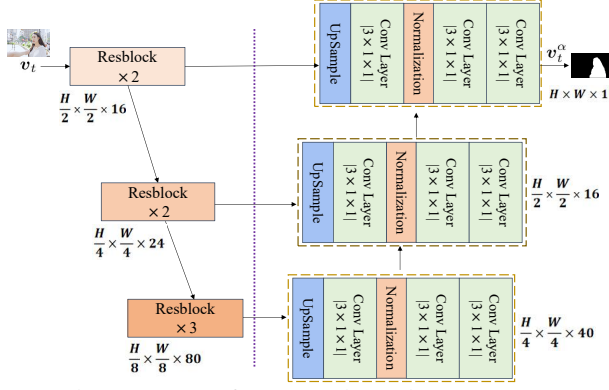 v_t
Resblock
×2
H/2 × W/2 × 16
UpSample
Conv Layer
|3×1×1|
Normalization
Conv Layer
|3×1×1|
Conv Layer
|3×1×1|
v_t^α
H × W × 1
Resblock
×2
H/4 × W/4 × 24
UpSample
Conv Layer
|3×1×1|
Normalization
Conv Layer
|3×1×1|
Conv Layer
|3×1×1|
H/2 × W/2 × 16
Resblock
×3
H/8 × W/8 × 80
UpSample
Conv Layer
|3×1×1|
Normalization
Conv Layer
|3×1×1|
Conv Layer
|3×1×1|
H/4 × W/4 × 40